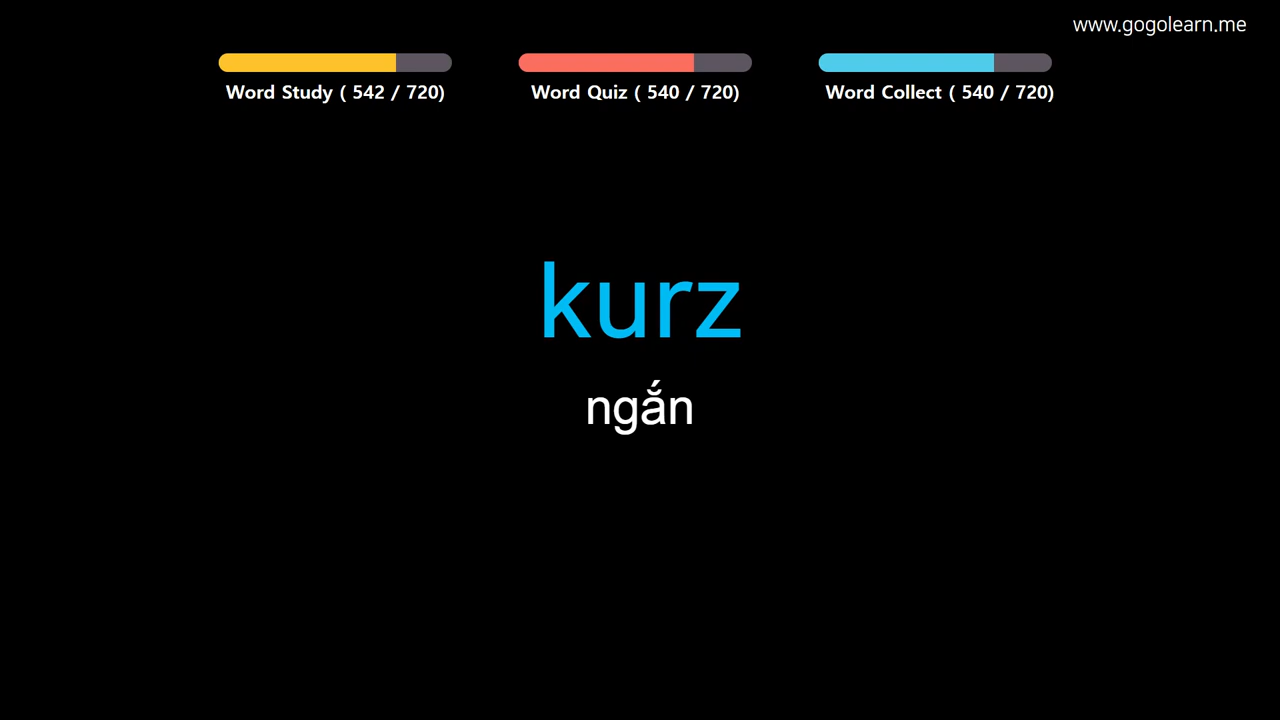 www.gogolearn.me
Word Study ( 542 / 720)
Word Quiz ( 540 / 720)
Word Collect ( 540 / 720)
kurz
ngắn